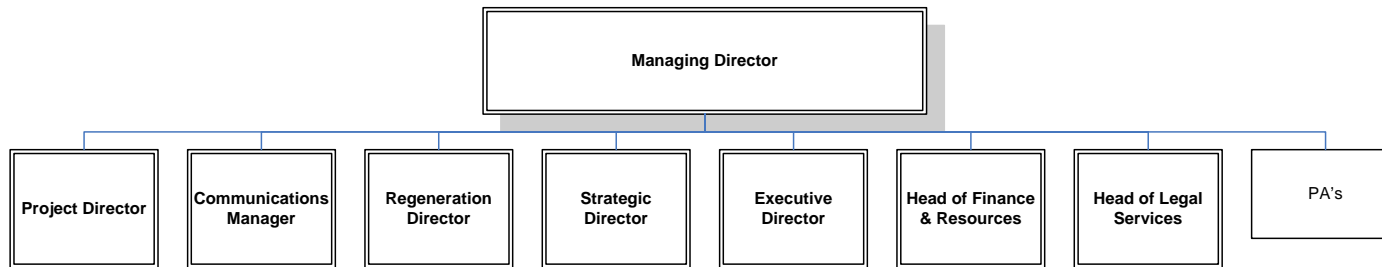 Managing Director
Project Director
Communications
Manager
Regeneration
Director
Strategic
Director
Executive
Director
Head of Finance
& Resources
Head of Legal
Services
PA's